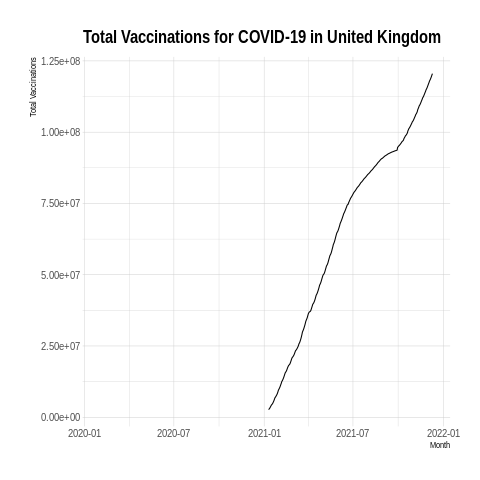 Total Vaccinations for COVID-19 in United Kingdom
Total Vaccinations
1.25e+08
1.00e+08
7.50e+07
5.00e+07
2.50e+07
0.00e+00
2020-01 2020-07 2021-01 2021-07 2022-01
Month